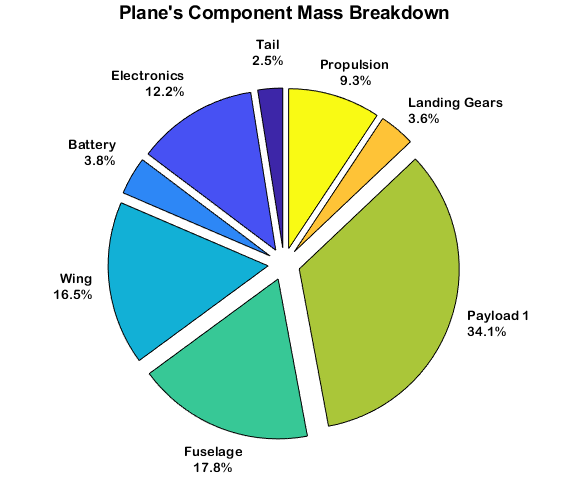 Plane's Component Mass Breakdown
Tail
2.5%
Propulsion
9.3%
Electronics
12.2%
Landing Gears
3.6%
Battery
3.8%
Wing
16.5%
Payload 1
34.1%
Fuselage
17.8%